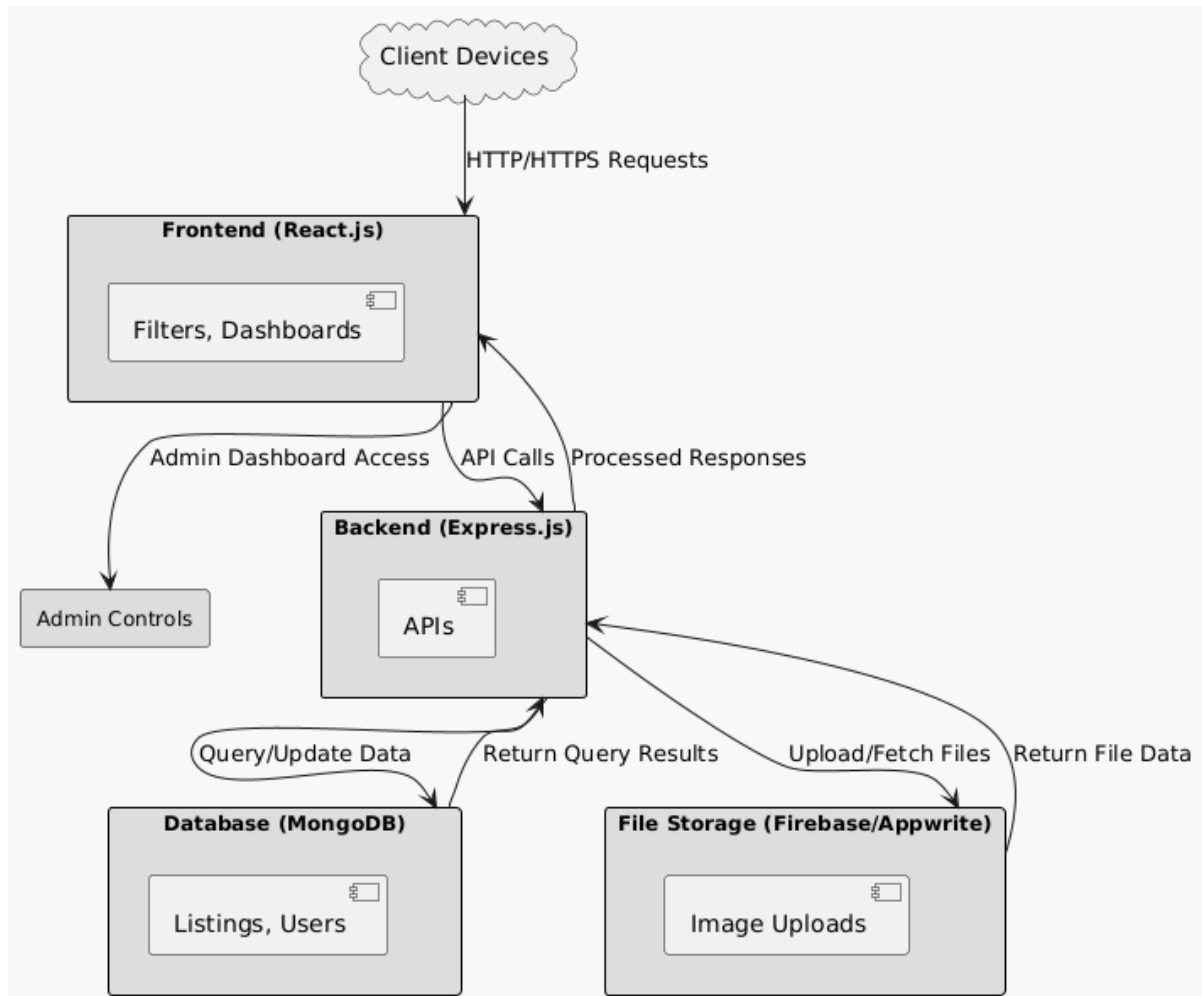 Client Devices
HTTP/HTTPS Requests
Frontend (React.js)
Filters, Dashboards
Admin Dashboard Access
API Calls
Processed Responses
Backend (Express.js)
APIs
Admin Controls
Query/Update Data
Return Query Results
Upload/Fetch Files
Return File Data
Database (MongoDB)
File Storage (Firebase/Appwrite)
Listings, Users
Image Uploads